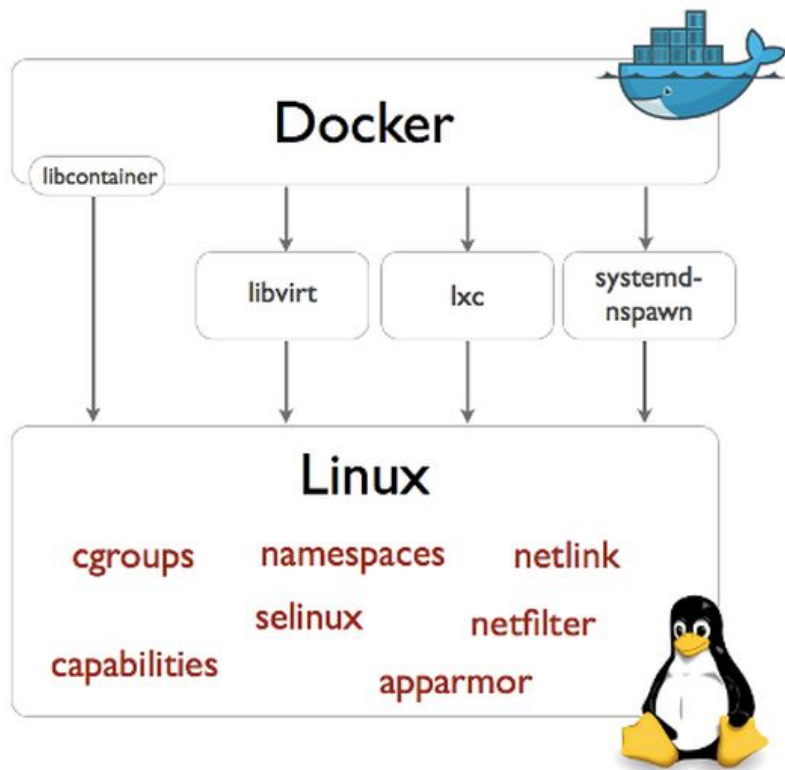 Docker
libcontainer
libvirt
lxc
systemd-
nspawn
Linux
cgroups
namespaces
netlink
selinux
netfilter
capabilities
apparmor